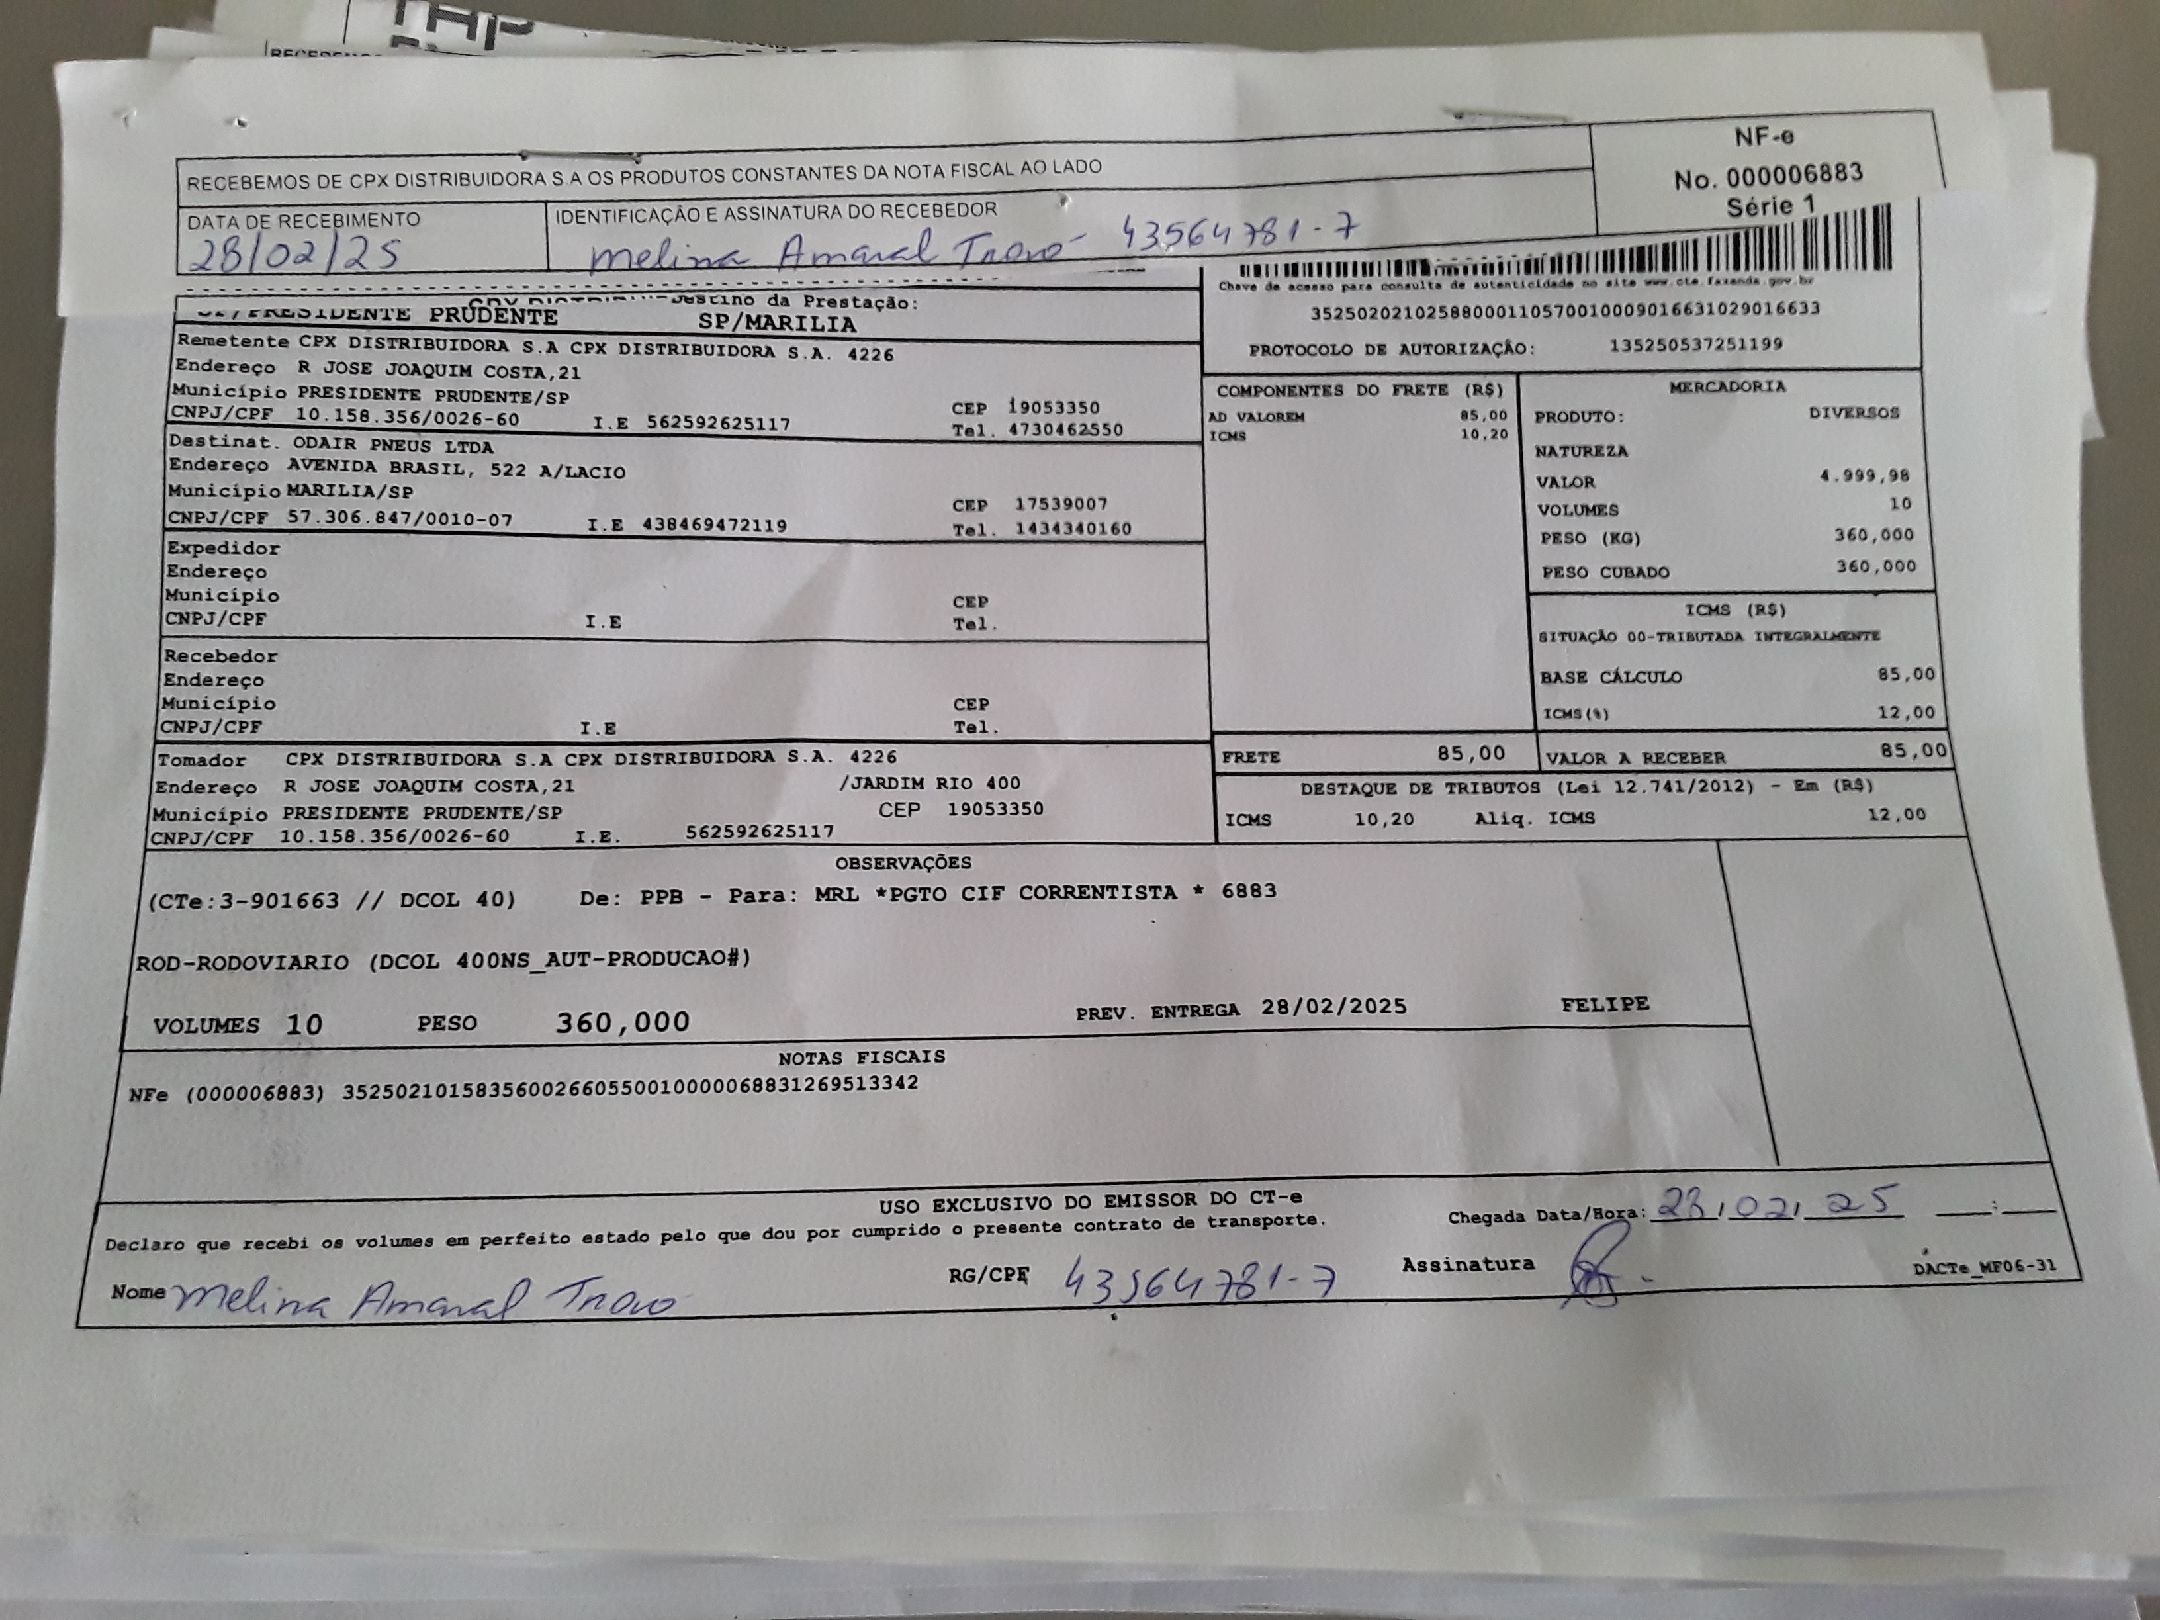 THP
RECEBEMOS DE CPX DISTRIBUIDORA S.A OS PRODUTOS CONSTANTES DA NOTA FISCAL AO LADO
NF-e
No. 000006883
Série 1
DATA DE RECEBIMENTO
28/02/25
IDENTIFICAÇÃO E ASSINATURA DO RECEBEDOR
Melina Amaral Trovó 43564781-7
Chave de acesso para consulta de autenticidade no site www.cte.fazenda.gov.br
35250202102588000110570010009016631029016633
PROTOCOLO DE AUTORIZAÇÃO: 135250537251199
Destino da Prestação:
PRESIDENTE PRUDENTE SP/MARILIA
Remetente CPX DISTRIBUIDORA S.A CPX DISTRIBUIDORA S.A. 4226
Endereço R JOSE JOAQUIM COSTA,21
Município PRESIDENTE PRUDENTE/SP CEP 19053350
CNPJ/CPF 10.158.356/0026-60 I.E 562592625117 Tel. 4730462550
Destinat. ODAIR PNEUS LTDA
Endereço AVENIDA BRASIL, 522 A/LACIO
Município MARILIA/SP CEP 17539007
CNPJ/CPF 57.306.847/0010-07 I.E 438469472119 Tel. 1434340160
Expedidor
Endereço
Município CEP
CNPJ/CPF I.E Tel.
Recebedor
Endereço
Município CEP
CNPJ/CPF I.E Tel.
Tomador CPX DISTRIBUIDORA S.A CPX DISTRIBUIDORA S.A. 4226
Endereço R JOSE JOAQUIM COSTA,21 /JARDIM RIO 400
Município PRESIDENTE PRUDENTE/SP CEP 19053350
CNPJ/CPF 10.158.356/0026-60 I.E. 562592625117
COMPONENTES DO FRETE (R$)
AD VALOREM 85,00
ICMS 10,20
MERCADORIA
PRODUTO: DIVERSOS
NATUREZA
VALOR 4.999,98
VOLUMES 10
PESO (KG) 360,000
PESO CUBADO 360,000
ICMS (R$)
SITUAÇÃO 00-TRIBUTADA INTEGRALMENTE
BASE CÁLCULO 85,00
ICMS(%) 12,00
FRETE 85,00
VALOR A RECEBER 85,00
DESTAQUE DE TRIBUTOS (Lei 12.741/2012) - Em (R$)
ICMS 10,20 Aliq. ICMS 12,00
OBSERVAÇÕES
(CTe:3-901663 // DCOL 40) De: PPB - Para: MRL *PGTO CIF CORRENTISTA * 6883
ROD-RODOVIARIO (DCOL 400NS_AUT-PRODUCAO#)
VOLUMES 10 PESO 360,000 PREV. ENTREGA 28/02/2025 FELIPE
NOTAS FISCAIS
NFe (000006883) 35250210158356002660550010000068831269513342
USO EXCLUSIVO DO EMISSOR DO CT-e
Declaro que recebi os volumes em perfeito estado pelo que dou por cumprido o presente contrato de transporte.
Chegada Data/Hora: 28/02/25 __:__
Nome Melina Amaral Trovó RG/CPF 43564781-7 Assinatura
DACTe_MF06-31